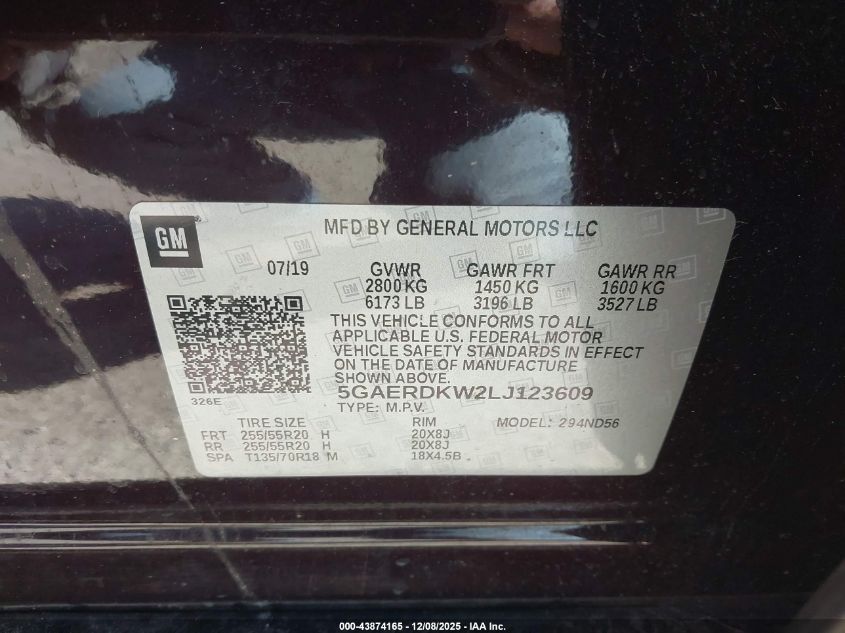 GM ®
MFD BY GENERAL MOTORS LLC
07/19 GVWR GAWR FRT GAWR RR
2800 KG 1450 KG 1600 KG
6173 LB 3196 LB 3527 LB
THIS VEHICLE CONFORMS TO ALL
APPLICABLE U.S. FEDERAL MOTOR
VEHICLE SAFETY STANDARDS IN EFFECT
ON THE DATE OF MANUFACTURE
SHOWN ABOVE.
5GAERDKW2LJ123609
326E
TYPE: M.P.V. MODEL: 294ND56
TIRE SIZE RIM
FRT 255/55R20 H 20X8J
RR 255/55R20 H 20X8J
SPA T135/70R18 M 18X4.5B
000-43874165 - 12/08/2025 - IAA Inc.